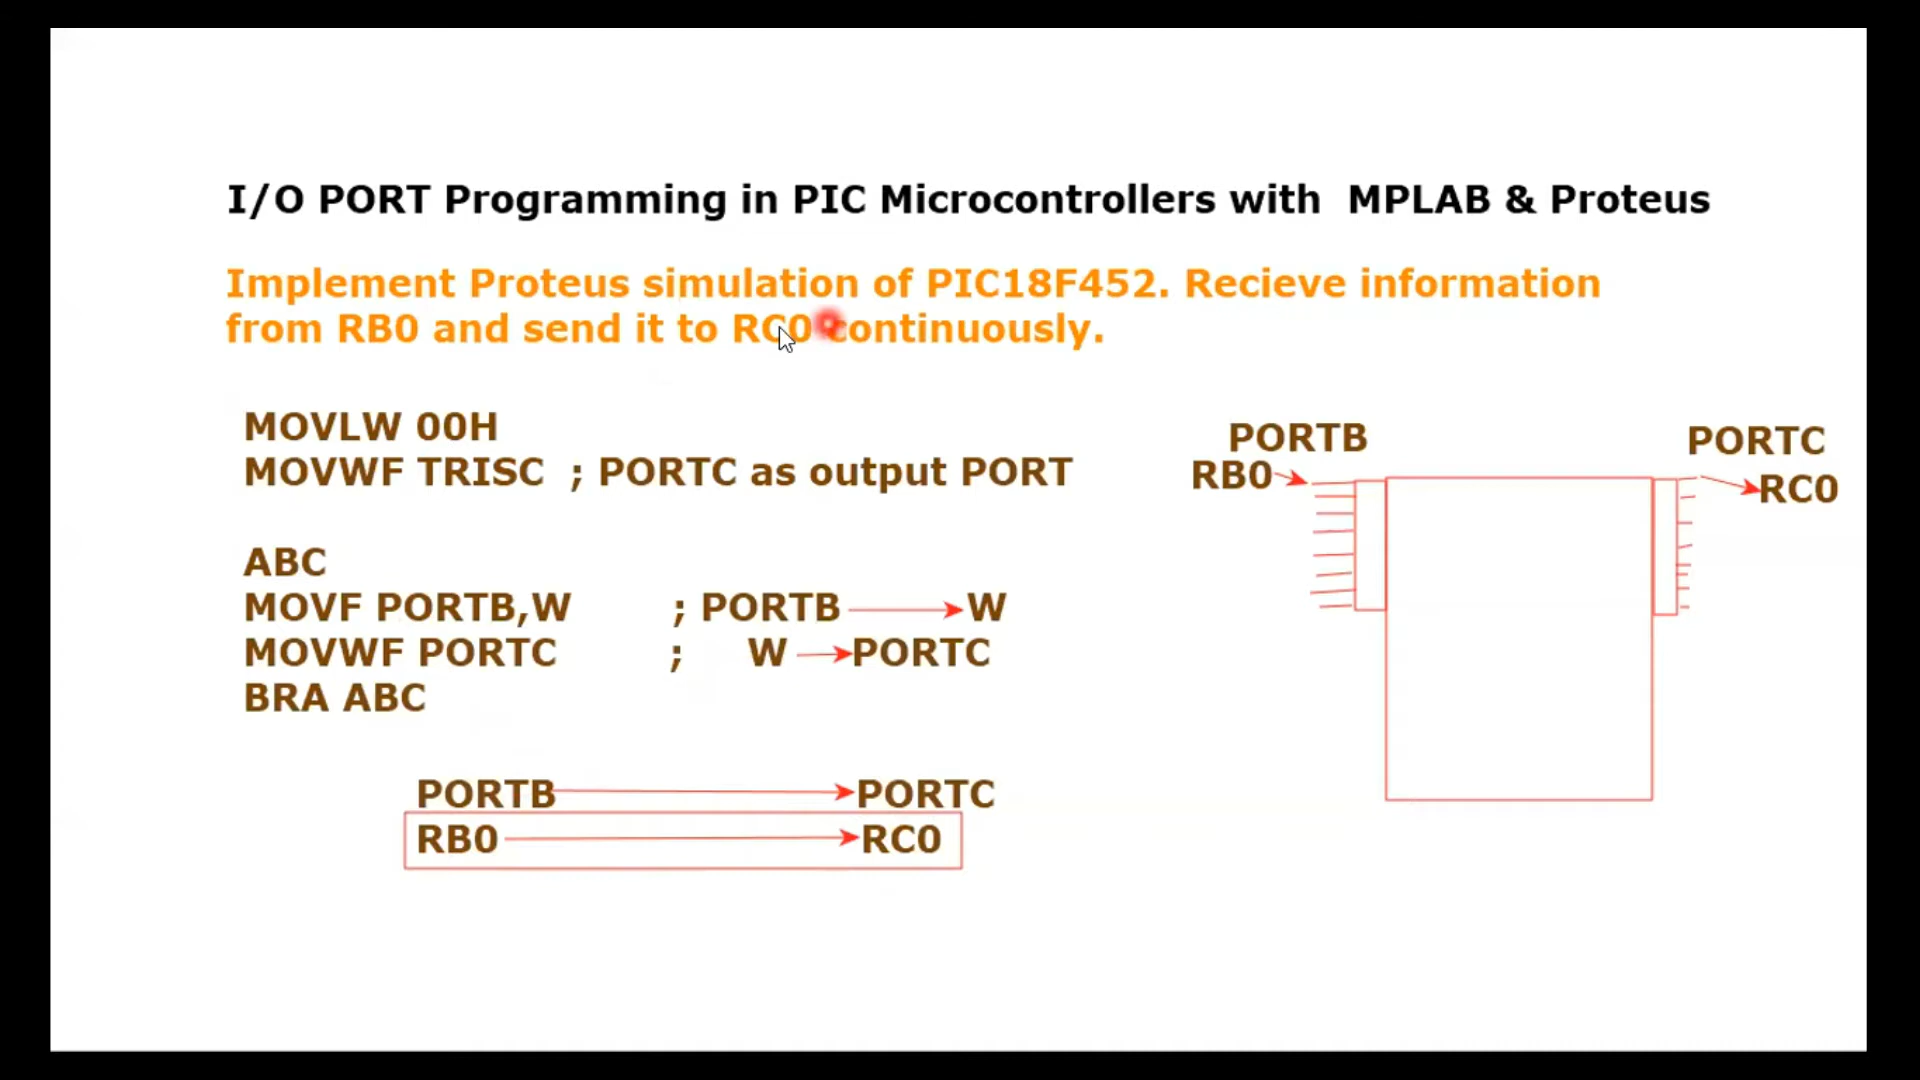 I/O PORT Programming in PIC Microcontrollers with MPLAB & Proteus
Implement Proteus simulation of PIC18F452. Recieve information
from RB0 and send it to RC0 continuously.
MOVLW 00H
MOVWF TRISC ; PORTC as output PORT
ABC
MOVF PORTB,W ; PORTB W
MOVWF PORTC ; W PORTC
BRA ABC
PORTB PORTC
RB0 RC0
PORTB
RB0
PORTC
RC0